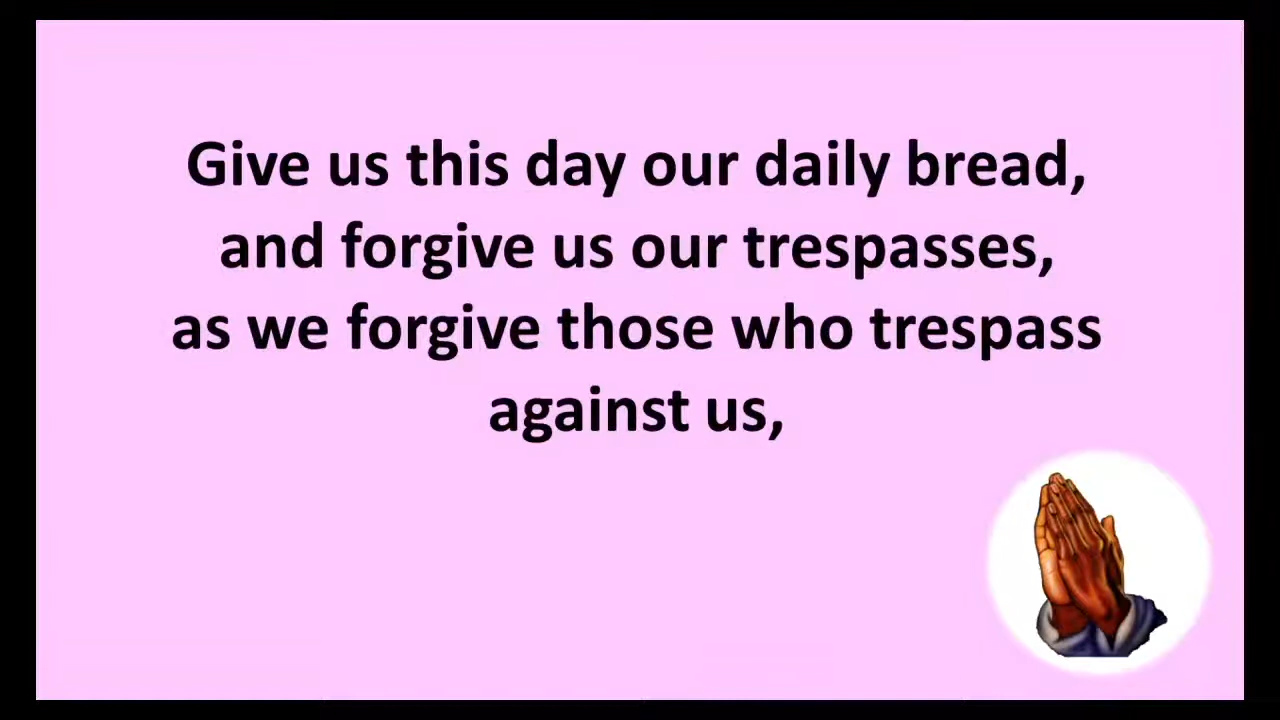 Give us this day our daily bread,
and forgive us our trespasses,
as we forgive those who trespass
against us,